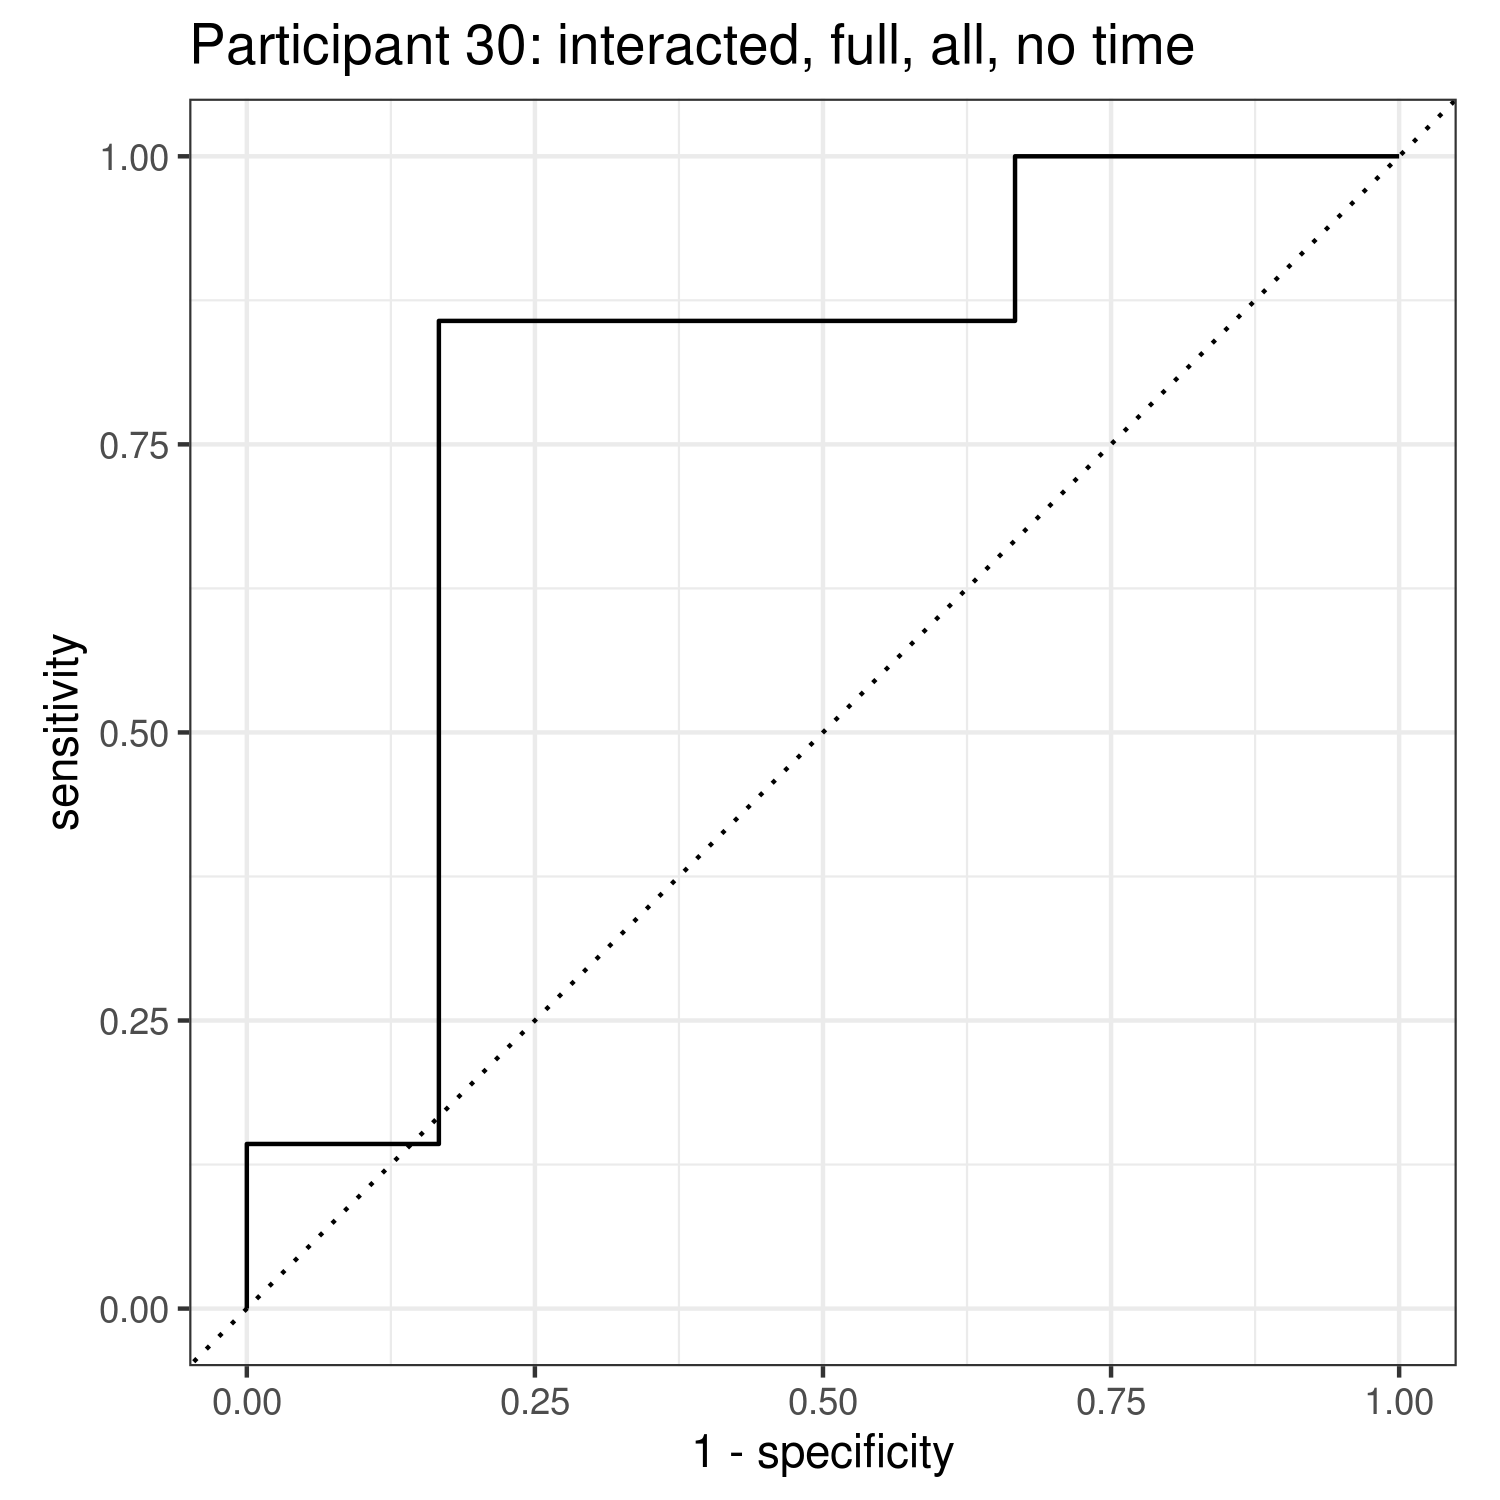 Participant 30: interacted, full, all, no time
1.00
0.75
0.50
0.25
0.00
sensitivity
0.00 0.25 0.50 0.75 1.00
1 - specificity